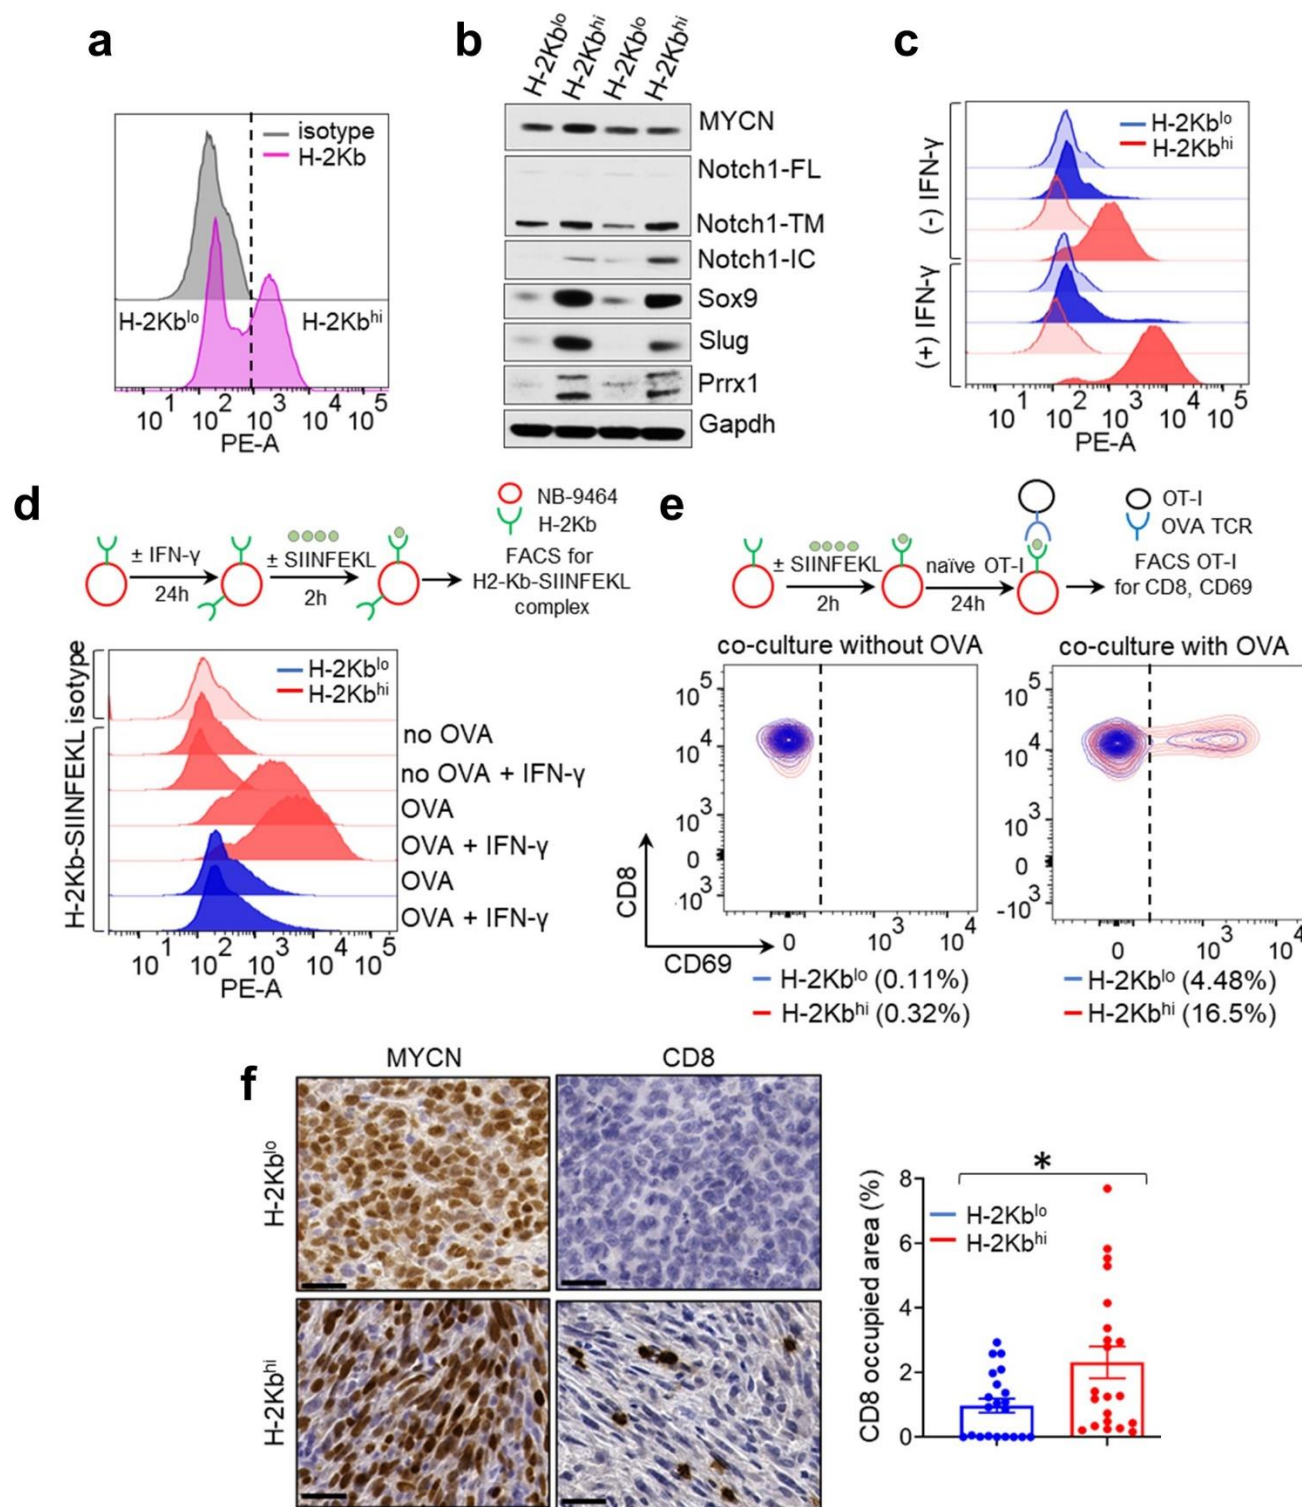 a
isotype
H-2Kb
H-2Kb^lo
H-2Kb^hi
10^1 10^2 10^3 10^4 10^5
PE-A
b
H-2Kb^lo H-2Kb^hi H-2Kb^lo H-2Kb^hi
MYCN
Notch1-FL
Notch1-TM
Notch1-IC
Sox9
Slug
Prrx1
Gapdh
c
(-) IFN-γ
(+) IFN-γ
H-2Kb^lo
H-2Kb^hi
10^1 10^2 10^3 10^4 10^5
PE-A
d
± IFN-γ
24h
± SIINFEKL
2h
NB-9464
H-2Kb
FACS for
H2-Kb-SIINFEKL
complex
H-2Kb-SIINFEKL isotype
H-2Kb^lo
H-2Kb^hi
no OVA
no OVA + IFN-γ
OVA
OVA + IFN-γ
OVA
OVA + IFN-γ
10^1 10^2 10^3 10^4 10^5
PE-A
e
± SIINFEKL
2h
naïve OT-I
24h
OT-I
OVA TCR
FACS OT-I
for CD8, CD69
co-culture without OVA
10^5
10^4
10^3
0
-10^3
0 10^3 10^4
CD8
CD69
H-2Kb^lo (0.11%)
H-2Kb^hi (0.32%)
co-culture with OVA
10^5
10^4
10^3
0
-10^3
0 10^3 10^4
H-2Kb^lo (4.48%)
H-2Kb^hi (16.5%)
f
MYCN CD8
H-2Kb^lo
H-2Kb^hi
CD8 occupied area (%)
8
6
4
2
0
*
H-2Kb^lo
H-2Kb^hi